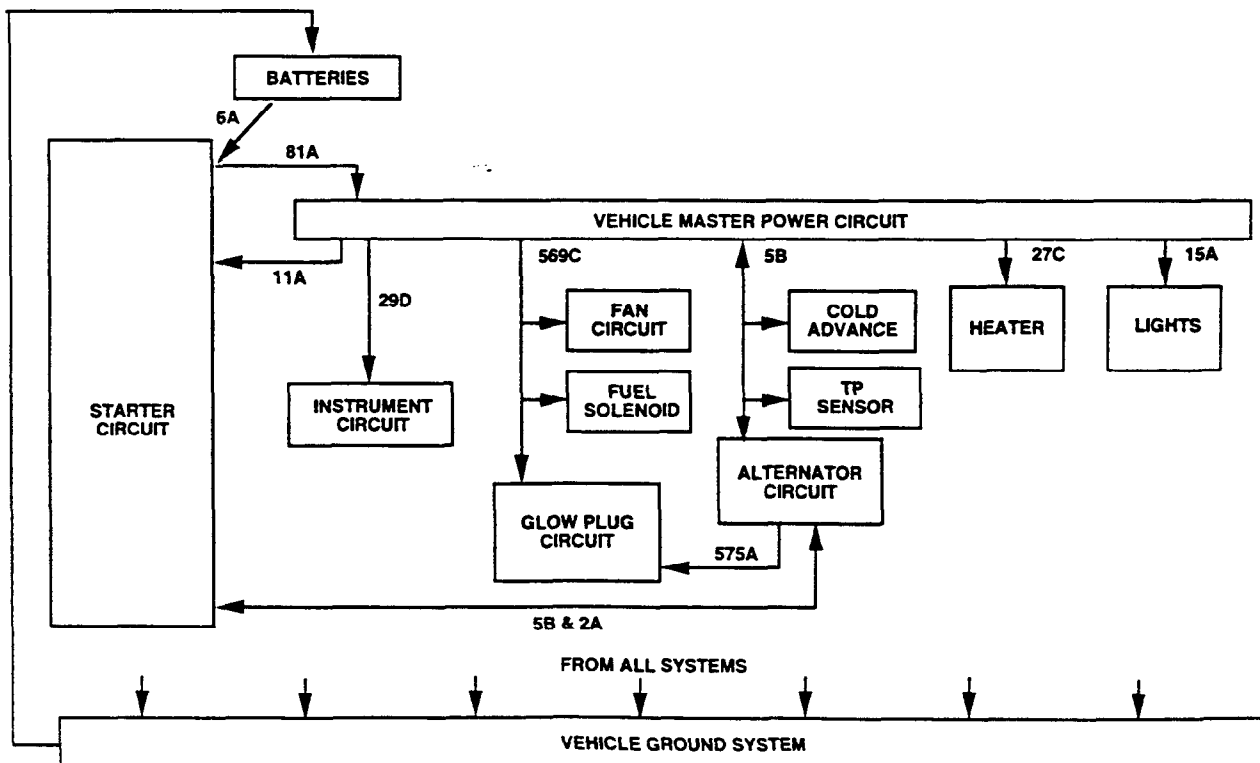 BATTERIES
6A
81A
VEHICLE MASTER POWER CIRCUIT
11A
29D
569C
5B
27C
15A
FAN
CIRCUIT
COLD
ADVANCE
HEATER
LIGHTS
STARTER
CIRCUIT
INSTRUMENT
CIRCUIT
FUEL
SOLENOID
TP
SENSOR
ALTERNATOR
CIRCUIT
GLOW PLUG
CIRCUIT
575A
5B & 2A
FROM ALL SYSTEMS
VEHICLE GROUND SYSTEM